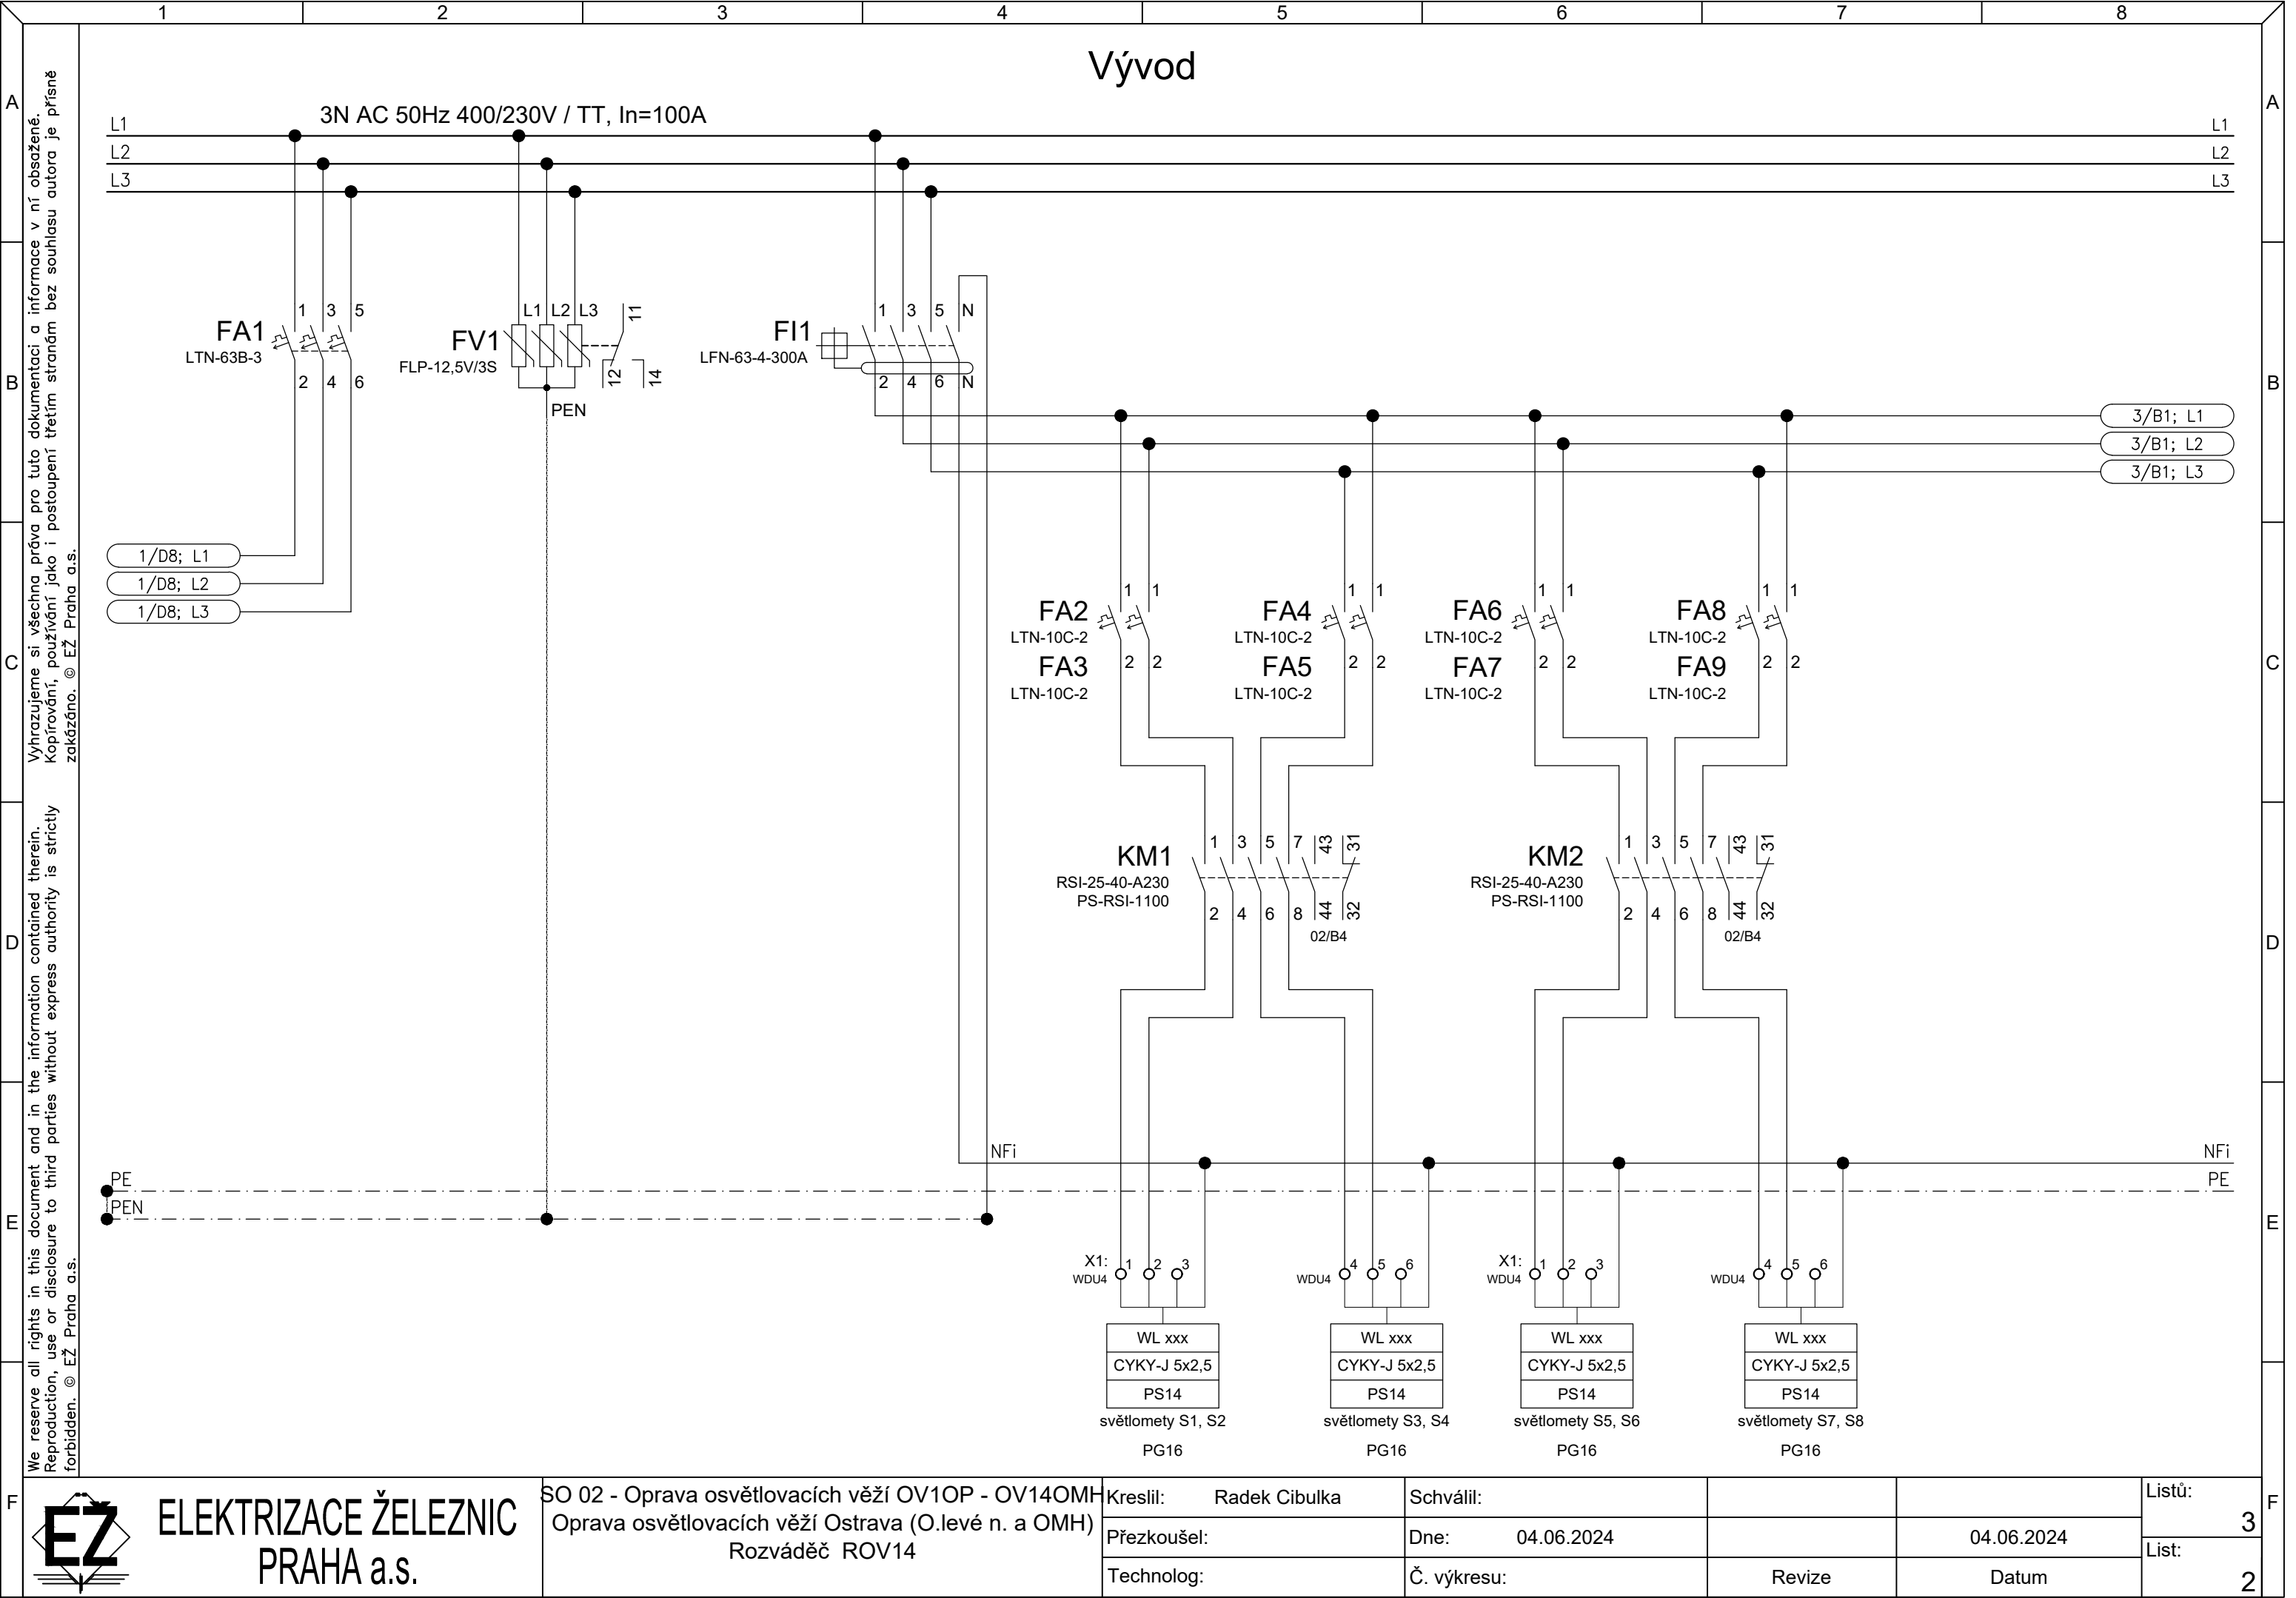 1 2 3 4 5 6 7 8
Vývod
3N AC 50Hz 400/230V / TT, In=100A
L1 L1
L2 L2
L3 L3
A A
B B
C C
D D
E E
F F
Vyhrazujeme si všechna práva pro tuto dokumentaci a informace v ní obsažené.
Kopírování, používání jako i postoupení třetím stranám bez souhlasu autora je přísně
zakázáno. © EŽ Praha a.s.
We reserve all rights in this document and in the information contained therein.
Reproduction, use or disclosure to third parties without express authority is strictly
forbidden. © EŽ Praha a.s.
FA1
LTN-63B-3
1 3 5
2 4 6
FV1
FLP-12,5V/3S
L1 L2 L3 11
12 14
PEN
FI1
LFN-63-4-300A
1 3 5 N
2 4 6 N
3/B1; L1
3/B1; L2
3/B1; L3
1/D8; L1
1/D8; L2
1/D8; L3
FA2
LTN-10C-2
FA3
LTN-10C-2
1 1
2 2
FA4
LTN-10C-2
FA5
LTN-10C-2
1 1
2 2
FA6
LTN-10C-2
FA7
LTN-10C-2
1 1
2 2
FA8
LTN-10C-2
FA9
LTN-10C-2
1 1
2 2
KM1
RSI-25-40-A230
PS-RSI-1100
1 3 5 7 43 31
2 4 6 8 44 32
02/B4
KM2
RSI-25-40-A230
PS-RSI-1100
1 3 5 7 43 31
2 4 6 8 44 32
02/B4
NFi NFi
PE PE
PEN
X1: 1 2 3
WDU4
4 5 6
WDU4
X1: 1 2 3
WDU4
4 5 6
WDU4
WL xxx
CYKY-J 5x2,5
PS14
světlomety S1, S2
PG16
WL xxx
CYKY-J 5x2,5
PS14
světlomety S3, S4
PG16
WL xxx
CYKY-J 5x2,5
PS14
světlomety S5, S6
PG16
WL xxx
CYKY-J 5x2,5
PS14
světlomety S7, S8
PG16
EŽ
ELEKTRIZACE ŽELEZNIC
PRAHA a.s.
SO 02 - Oprava osvětlovacích věží OV1OP - OV14OMH
Oprava osvětlovacích věží Ostrava (O.levé n. a OMH)
Rozváděč ROV14
Kreslil: Radek Cibulka
Přezkoušel:
Technolog:
Schválil:
Dne: 04.06.2024
Č. výkresu:
Revize
04.06.2024
Datum
Listů:
3
List:
2